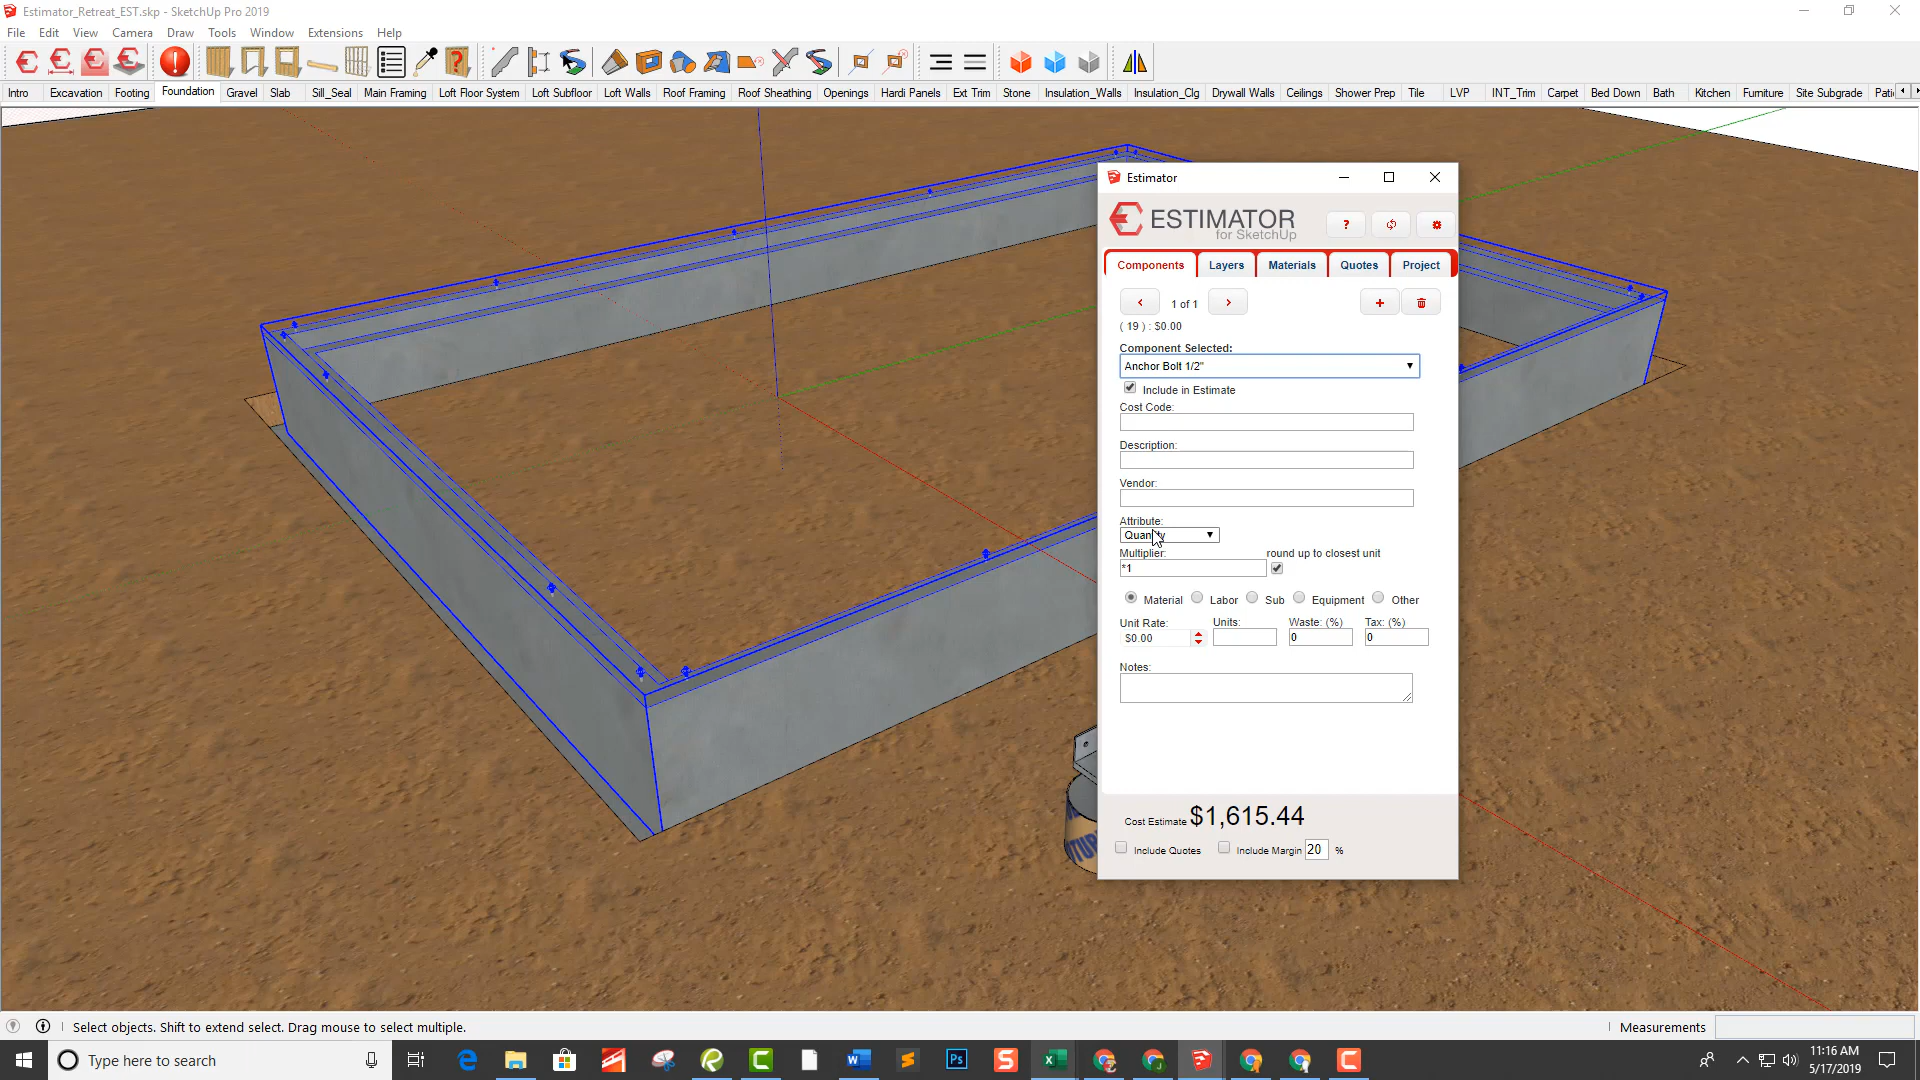 Estimator_Retreat_EST.skp - SketchUp Pro 2019
File Edit View Camera Draw Tools Window Extensions Help
Intro Excavation Footing Foundation Gravel Slab Sill_Seal Main Framing Loft Floor System Loft Subfloor Loft Walls Roof Framing Roof Sheathing Openings Hardi Panels Ext Trim Stone Insulation_Walls Insulation_Clg Drywall Walls Ceilings Shower Prep Tile LVP INT_Trim Carpet Bed Down Bath Kitchen Furniture Site Subgrade Pati
Estimator
ESTIMATOR
for SketchUp
Components Layers Materials Quotes Project
1 of 1
( 19 ) : $0.00
Component Selected:
Anchor Bolt 1/2"
Include in Estimate
Cost Code:
Description:
Vendor:
Attribute:
Quantity
Multiplier: round up to closest unit
*1
Material Labor Sub Equipment Other
Unit Rate: Units: Waste: (%) Tax: (%)
$0.00 0 0
Notes:
Cost Estimate $1,615.44
Include Quotes Include Margin 20 %
Select objects. Shift to extend select. Drag mouse to select multiple.
Measurements
Type here to search
Ps
11:16 AM
5/17/2019